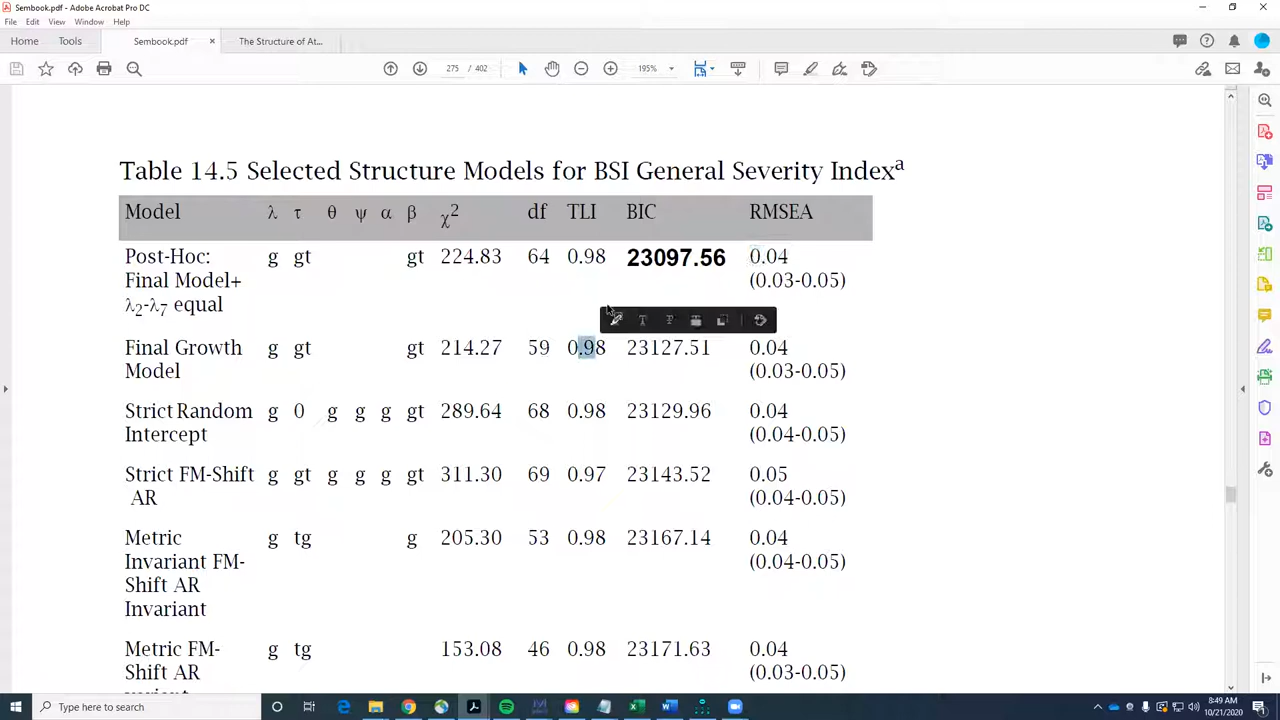 Sembook.pdf - Adobe Acrobat Pro DC
File Edit View Window Help
Home Tools Sembook.pdf × The Structure of At...
275 / 402 195%
Table 14.5 Selected Structure Models for BSI General Severity Indexᵃ
Model λ τ θ ψ α β χ² df TLI BIC RMSEA
Post-Hoc: g gt gt 224.83 64 0.98 23097.56 0.04
Final Model+ (0.03-0.05)
λ₂-λ₇ equal
Final Growth g gt gt 214.27 59 0.98 23127.51 0.04
Model (0.03-0.05)
Strict Random g 0 g g g gt 289.64 68 0.98 23129.96 0.04
Intercept (0.04-0.05)
Strict FM-Shift g gt g g g gt 311.30 69 0.97 23143.52 0.05
AR (0.04-0.05)
Metric g tg g 205.30 53 0.98 23167.14 0.04
Invariant FM- (0.04-0.05)
Shift AR
Invariant
Metric FM- g tg 153.08 46 0.98 23171.63 0.04
Shift AR (0.03-0.05)
Type here to search
8:49 AM
10/21/2020